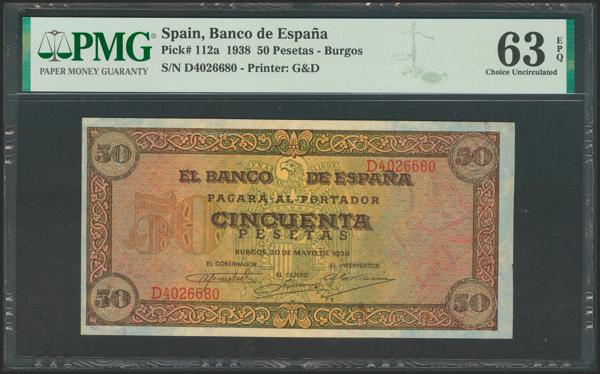 PMG
PAPER MONEY GUARANTY
Spain, Banco de España
Pick# 112a 1938 50 Pesetas - Burgos
S/N D4026680 - Printer: G&D
63 EPQ
Choice Uncirculated
50
50
D4026680
EL BANCO DE ESPAÑA
PAGARÁ AL PORTADOR
50
CINCUENTA
PESETAS
BURGOS, 20 DE MAYO DE 1938
EL GOBERNADOR
EL CAJERO
EL INTERVENTOR
D4026680
50
50